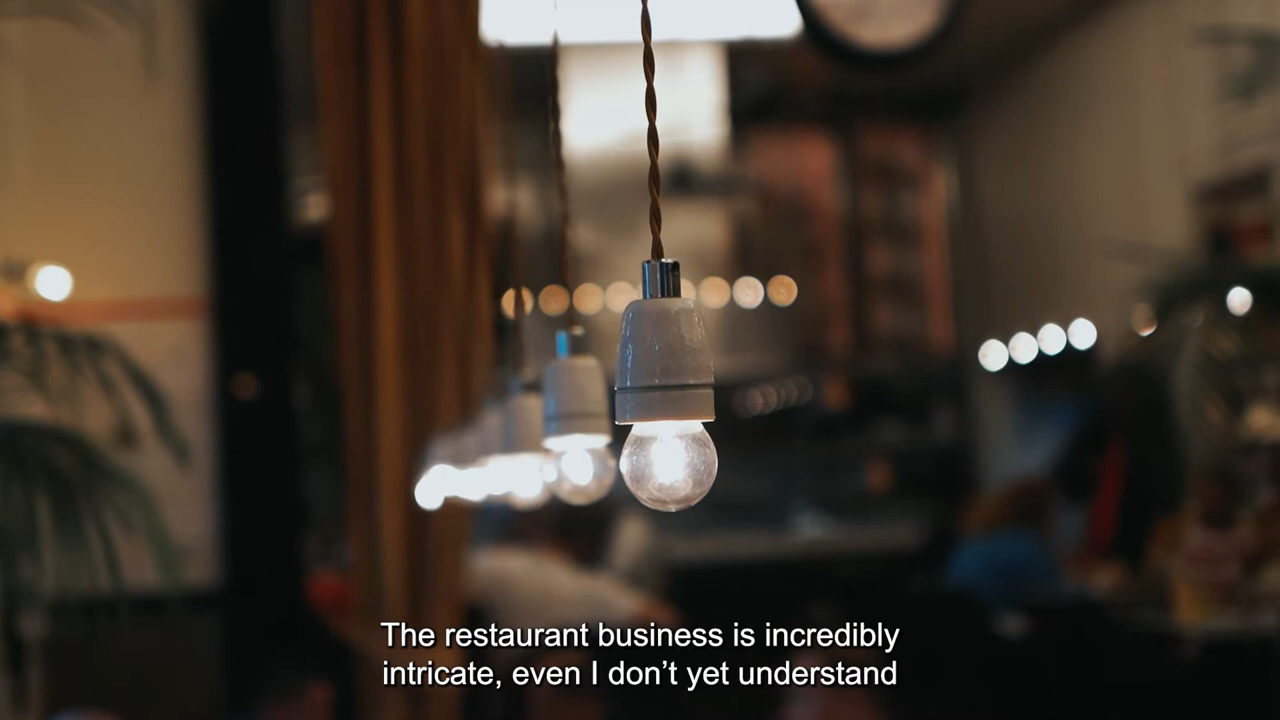 The restaurant business is incredibly
intricate, even I don’t yet understand